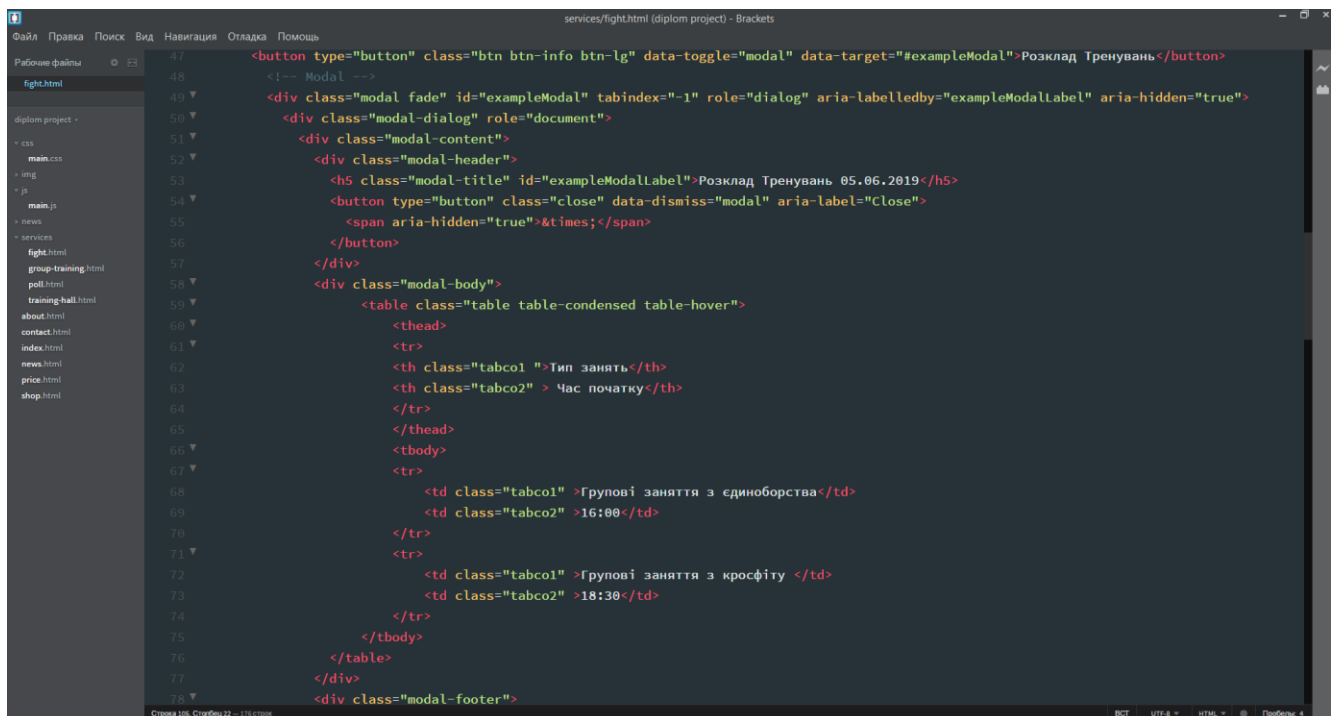 services/fight.html (diplom project) - Brackets
Файл Правка Поиск Вид Навигация Отладка Помощь
Рабочие файлы
fight.html
diplom project
css
main.css
img
js
main.js
news
services
fight.html
group-training.html
poll.html
training-hall.html
about.html
contact.html
index.html
news.html
price.html
shop.html
47 <button type="button" class="btn btn-info btn-lg" data-toggle="modal" data-target="#exampleModal">Розклад Тренувань</button>
48 <!-- Modal -->
49 <div class="modal fade" id="exampleModal" tabindex="-1" role="dialog" aria-labelledby="exampleModalLabel" aria-hidden="true">
50 <div class="modal-dialog" role="document">
51 <div class="modal-content">
52 <div class="modal-header">
53 <h5 class="modal-title" id="exampleModalLabel">Розклад Тренувань 05.06.2019</h5>
54 <button type="button" class="close" data-dismiss="modal" aria-label="Close">
55 <span aria-hidden="true">&times;</span>
56 </button>
57 </div>
58 <div class="modal-body">
59 <table class="table table-condensed table-hover">
60 <thead>
61 <tr>
62 <th class="tabco1 ">Тип занять</th>
63 <th class="tabco2" > Час початку</th>
64 </tr>
65 </thead>
66 <tbody>
67 <tr>
68 <td class="tabco1" >Групові заняття з єдиноборства</td>
69 <td class="tabco2" >16:00</td>
70 </tr>
71 <tr>
72 <td class="tabco1" >Групові заняття з кросфіту </td>
73 <td class="tabco2" >18:30</td>
74 </tr>
75 </tbody>
76 </table>
77 </div>
78 <div class="modal-footer">
Строка 105, Столбец 22 — 176 строк
ВСТ UTF-8 HTML Пробелы: 4